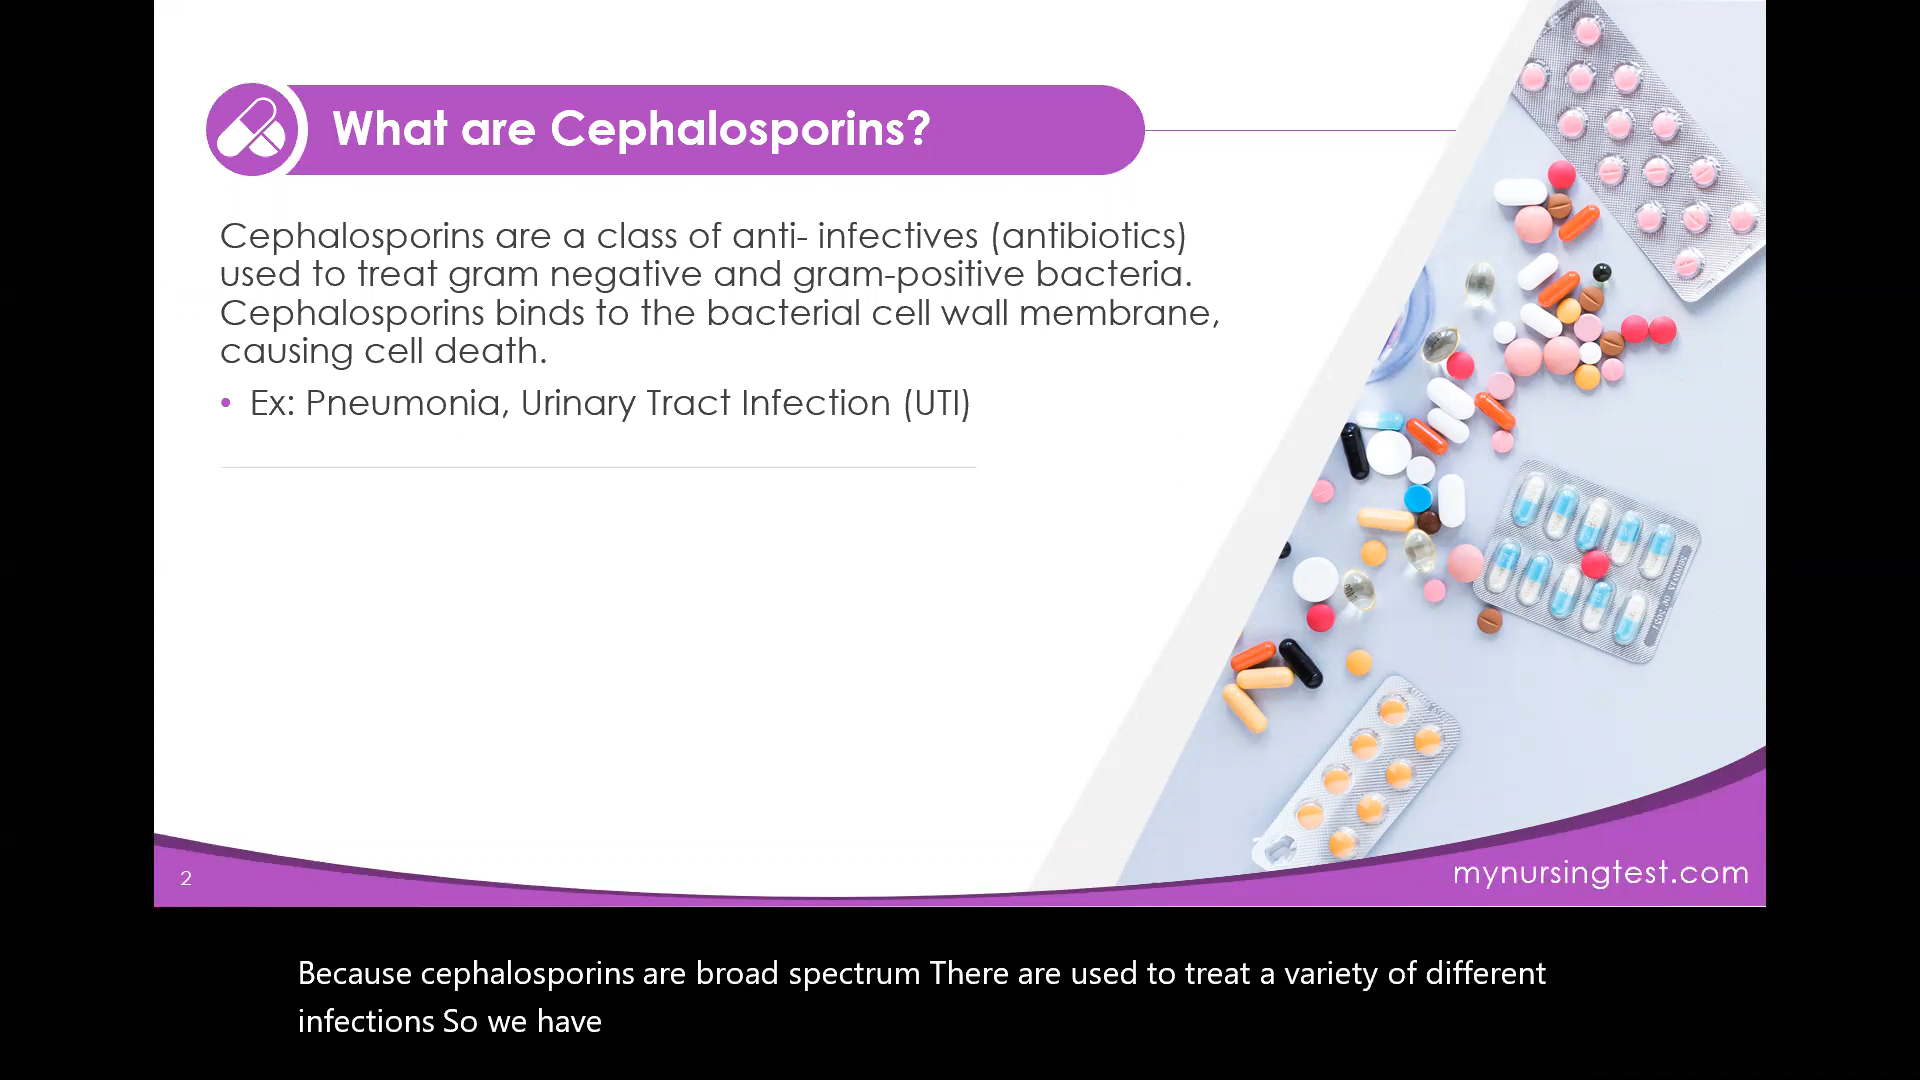 What are Cephalosporins?
Cephalosporins are a class of anti- infectives (antibiotics)
used to treat gram negative and gram-positive bacteria.
Cephalosporins binds to the bacterial cell wall membrane,
causing cell death.
• Ex: Pneumonia, Urinary Tract Infection (UTI)
2
mynursingtest.com
Because cephalosporins are broad spectrum There are used to treat a variety of different
infections So we have